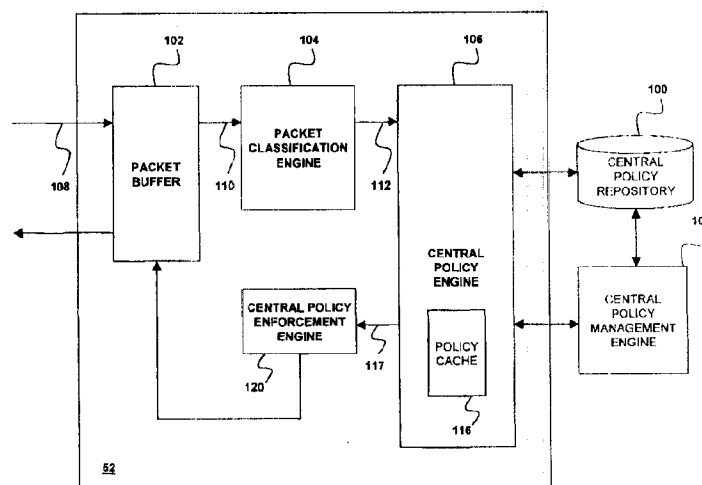 102
104
106
100
PACKET
BUFFER
PACKET
CLASSIFICATION
ENGINE
CENTRAL
POLICY
REPOSITORY
108
110
112
10
CENTRAL
POLICY
ENGINE
CENTRAL POLICY
ENFORCEMENT
ENGINE
CENTRAL
POLICY
MANAGEMENT
ENGINE
POLICY
CACHE
117
120
116
52